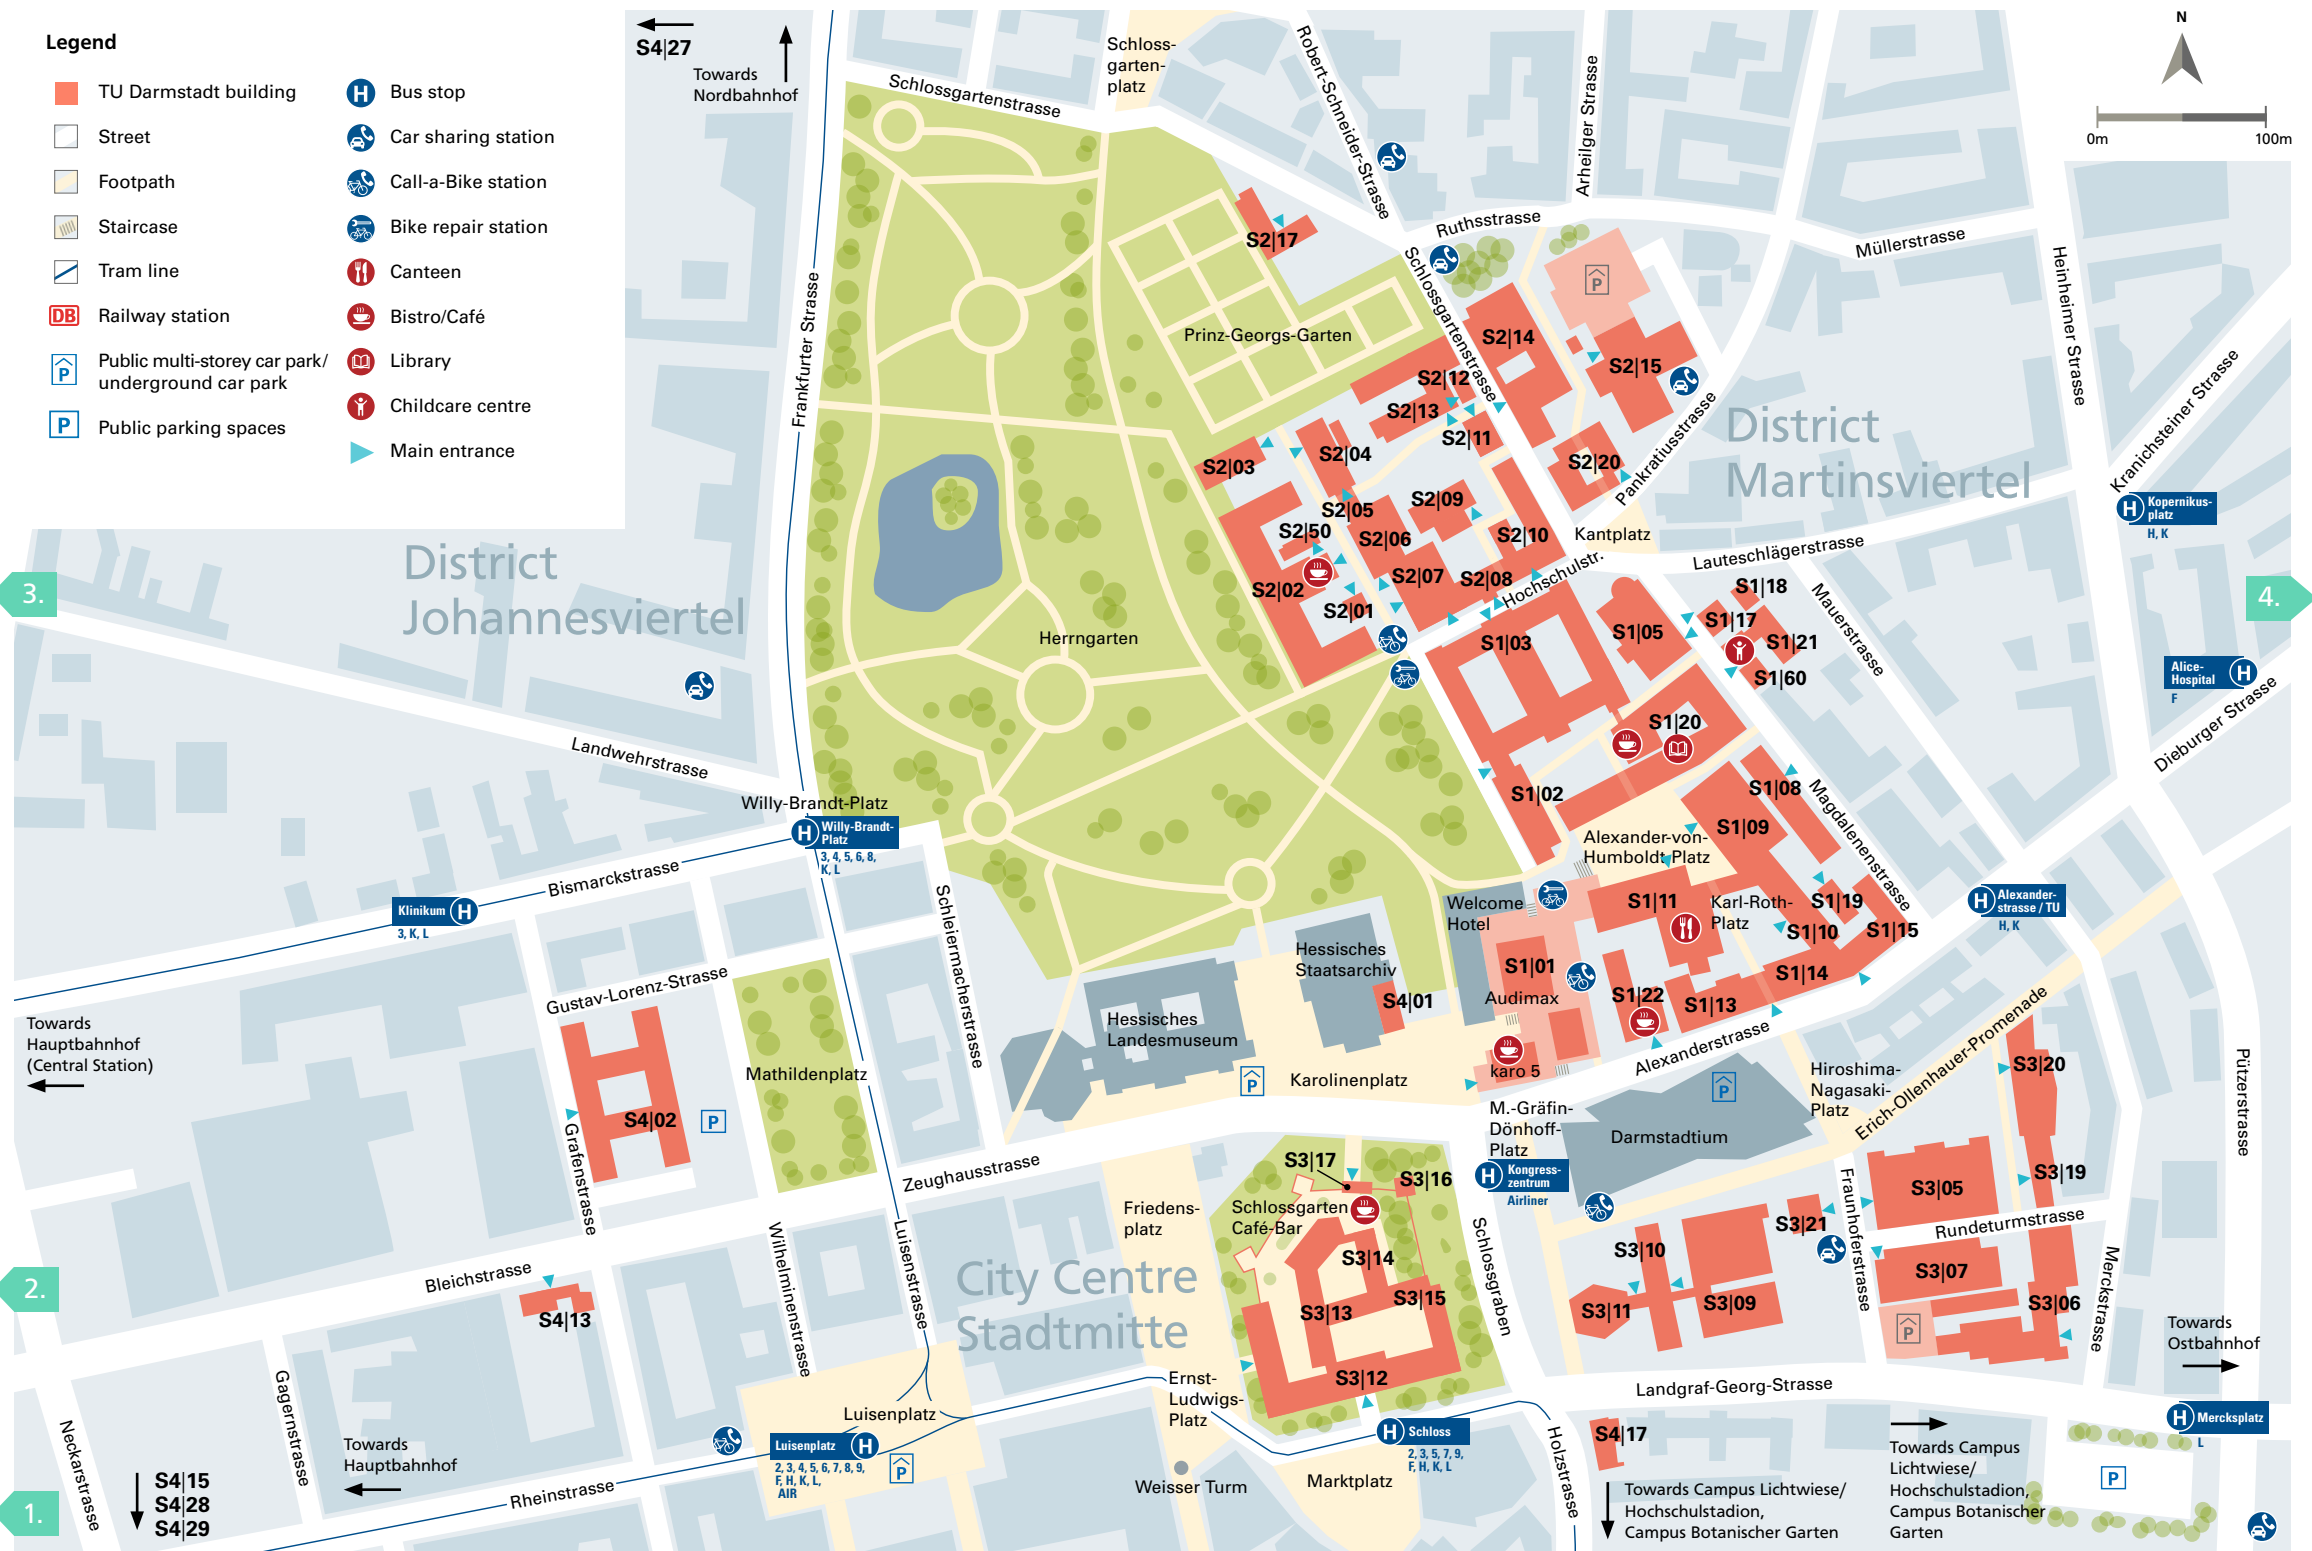 Legend
TU Darmstadt building
Street
Footpath
Staircase
Tram line
DB
Railway station
P
Public multi-storey car park/
underground car park
P
Public parking spaces
H
Bus stop
Car sharing station
Call-a-Bike station
Bike repair station
Canteen
Bistro/Café
Library
Childcare centre
Main entrance
S4|27
Towards
Nordbahnhof
Schloss-
garten-
platz
Schlossgartenstrasse
Robert-Schneider-Strasse
Arheilger Strasse
N
0m
100m
Ruthsstrasse
Müllerstrasse
Heinheimer Strasse
Kranichsteiner Strasse
Frankfurter Strasse
Schlossgartenstrasse
S2|17
P
Prinz-Georgs-Garten
S2|14
S2|15
S2|12
S2|13
S2|11
S2|04
S2|03
S2|20
Pankratiusstrasse
District
Martinsviertel
S2|09
S2|05
S2|50
S2|06
S2|10
Kantplatz
H
Kopernikus-
platz
H, K
Lauteschlägerstrasse
District
Johannesviertel
S2|02
S2|07
S2|08
Hochschulstr.
S2|01
3.
4.
S1|18
S1|17
S1|21
S1|60
Mauerstrasse
Herrngarten
S1|03
S1|05
Alice-
Hospital
H
F
Dieburger Strasse
S1|20
Landwehrstrasse
Willy-Brandt-Platz
H
Willy-Brandt-
Platz
3, 4, 5, 6, 8,
K, L
S1|02
S1|08
S1|09
Magdalenenstrasse
Alexander-von-
Humboldt-Platz
Bismarckstrasse
Klinikum
H
3, K, L
Schleiermacherstrasse
Welcome
Hotel
S1|11
Karl-Roth-
Platz
S1|19
S1|10
S1|15
H
Alexander-
strasse / TU
H, K
Hessisches
Staatsarchiv
S4|01
S1|01
Audimax
S1|22
S1|13
S1|14
Gustav-Lorenz-Strasse
Towards
Hauptbahnhof
(Central Station)
Hessisches
Landesmuseum
Mathildenplatz
P
Karolinenplatz
karo 5
Alexanderstrasse
P
Hiroshima-
Nagasaki-
Platz
Erich-Ollenhauer-Promenade
S3|20
Pützerstrasse
S4|02
P
Grafenstrasse
M.-Gräfin-
Dönhoff-
Platz
Darmstadtium
H
Kongress-
zentrum
Airliner
S3|19
S3|05
Zeughausstrasse
S3|17
S3|16
Friedens-
platz
Schlossgarten
Café-Bar
S3|21
Fraunhoferstrasse
Rundeturmstrasse
Bleichstrasse
Wilhelminenstrasse
Luisenstrasse
City Centre
Stadtmitte
S3|14
S3|13
S3|15
S3|12
Schlossgraben
S3|10
S3|11
S3|09
S3|07
S3|06
P
Merckstrasse
2.
S4|13
Towards
Ostbahnhof
Gagernstrasse
Neckarstrasse
Ernst-
Ludwigs-
Platz
Landgraf-Georg-Strasse
Luisenplatz
Luisenplatz
H
2, 3, 4, 5, 6, 7, 8, 9,
F, H, K, L,
AIR
P
H
Schloss
2, 3, 5, 7, 9,
F, H, K, L
Holzstrasse
S4|17
H
Mercksplatz
L
Towards
Hauptbahnhof
Rheinstrasse
Weisser Turm
Marktplatz
Towards Campus Lichtwiese/
Hochschulstadion,
Campus Botanischer Garten
Towards Campus
Lichtwiese/
Hochschulstadion,
Campus Botanischer
Garten
P
1.
S4|15
S4|28
S4|29